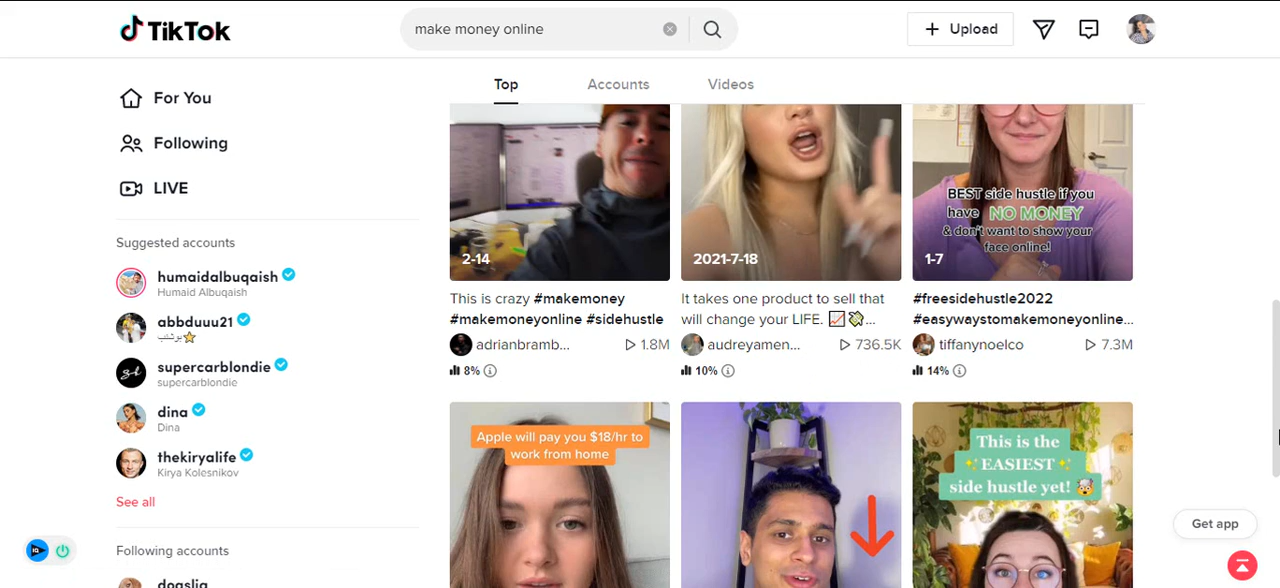 TikTok
make money online
Upload
For You
Following
LIVE
Suggested accounts
humaidalbuqaish
Humaid Albuqaish
abbduuu21
supercarblondie
supercarblondie
dina
Dina
thekiryalife
Kirya Kolesnikov
See all
Following accounts
Top Accounts Videos
2-14
This is crazy #makemoney
#makemoneyonline #sidehustle
adrianbramb... 1.8M
8%
2021-7-18
It takes one product to sell that
will change your LIFE. 📈💸...
audreyamen... 736.5K
10%
BEST side hustle if you
have NO MONEY
& don't want to show your
face online!
1-7
#freesidehustle2022
#easywaystomakemoneyonline...
tiffanynoelco 7.3M
14%
Apple will pay you $18/hr to
work from home
This is the
✨EASIEST✨
side hustle yet! 🤯
Get app